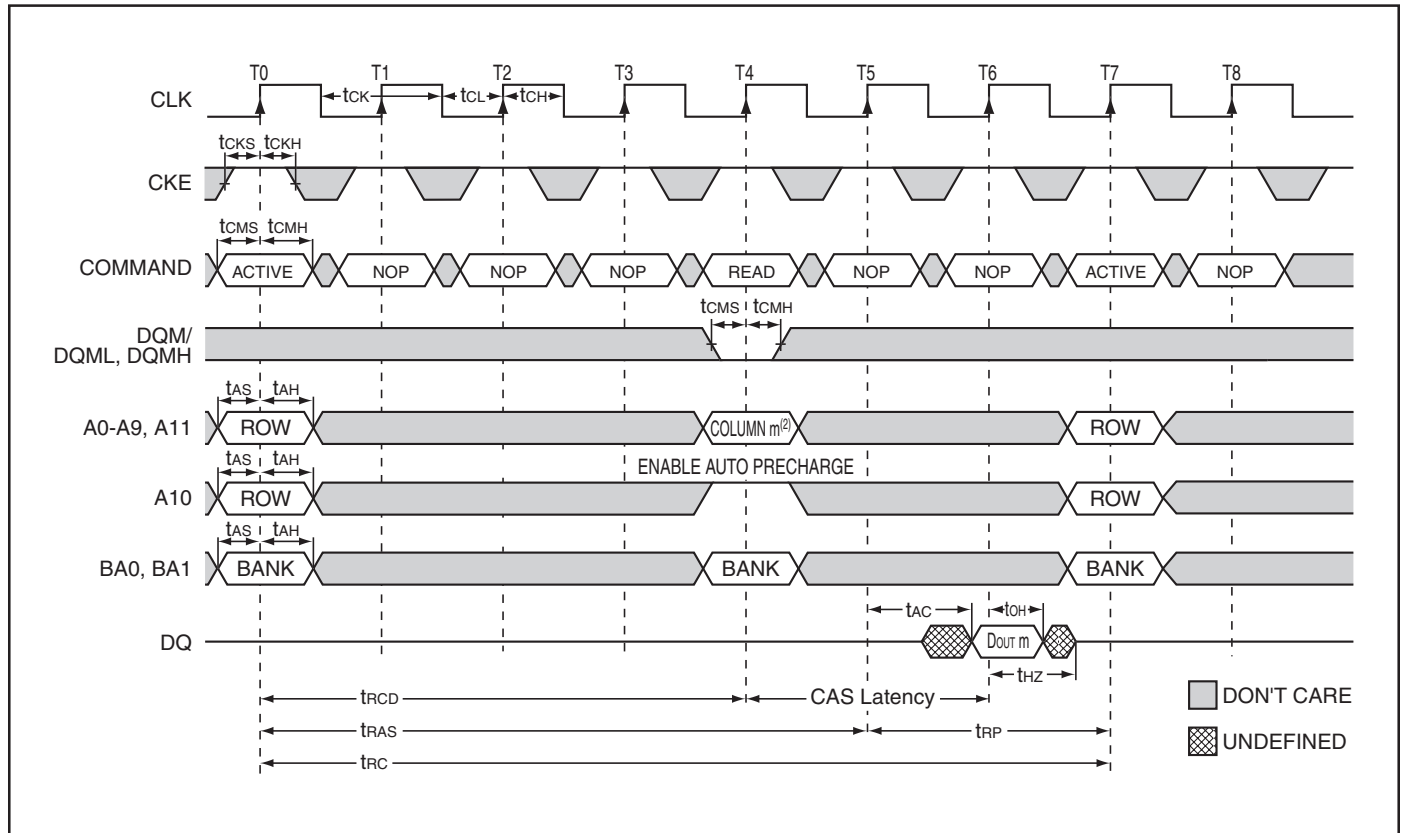 T0 T1 T2 T3 T4 T5 T6 T7 T8
CLK tCK tCL tCH
tCKS tCKH
CKE
tCMS tCMH
COMMAND ACTIVE NOP NOP NOP READ NOP NOP ACTIVE NOP
tCMS tCMH
DQM/
DQML, DQMH
tAS tAH
A0-A9, A11 ROW COLUMN m(2) ROW
tAS tAH ENABLE AUTO PRECHARGE
A10 ROW ROW
tAS tAH
BA0, BA1 BANK BANK BANK
tAC tOH
DQ DOUT m
tHZ
tRCD CAS Latency
DON'T CARE
tRAS tRP
UNDEFINED
tRC